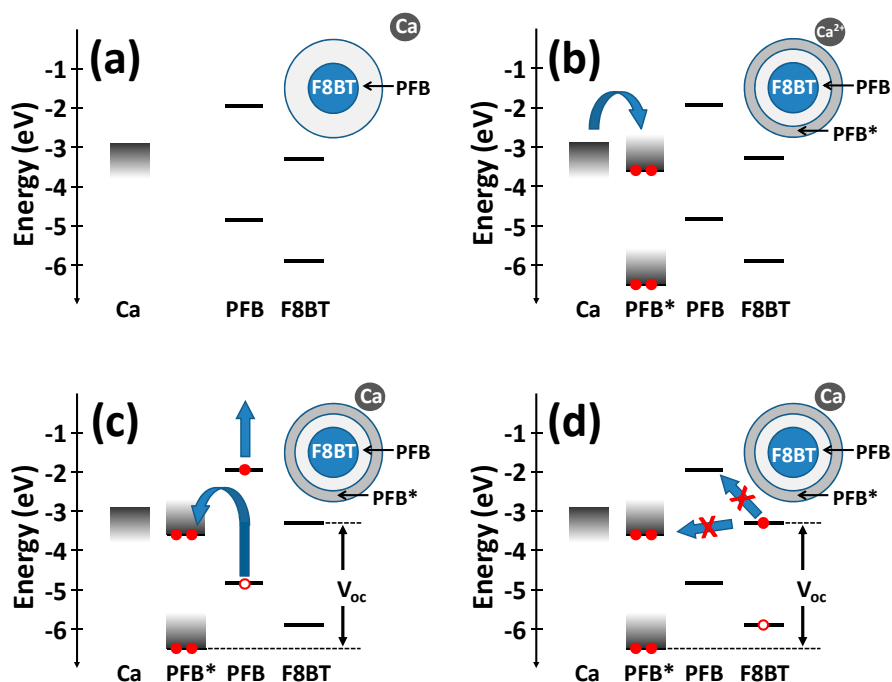 (a)
Ca
F8BT
PFB
Energy (eV)
-1
-2
-3
-4
-5
-6
Ca PFB F8BT
(b)
Ca2+
F8BT
PFB
PFB*
Energy (eV)
-1
-2
-3
-4
-5
-6
Ca PFB* PFB F8BT
(c)
Ca
F8BT
PFB
PFB*
Energy (eV)
-1
-2
-3
-4
-5
-6
Voc
Ca PFB* PFB F8BT
(d)
Ca
F8BT
PFB
PFB*
Energy (eV)
-1
-2
-3
-4
-5
-6
Voc
Ca PFB* PFB F8BT